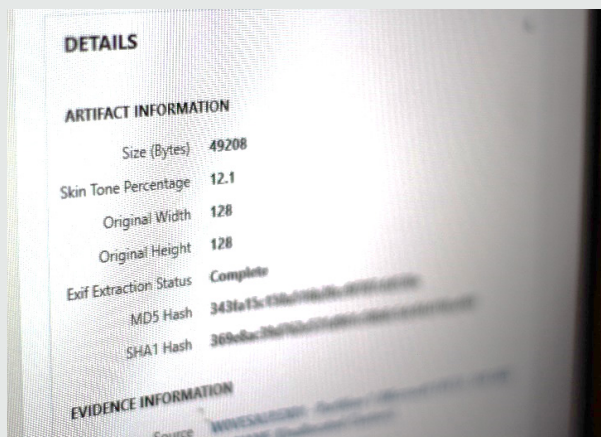 DETAILS
ARTIFACT INFORMATION
Size (Bytes) 49208
Skin Tone Percentage 12.1
Original Width 128
Original Height 128
Exif Extraction Status Complete
MD5 Hash
SHA1 Hash
EVIDENCE INFORMATION
Source